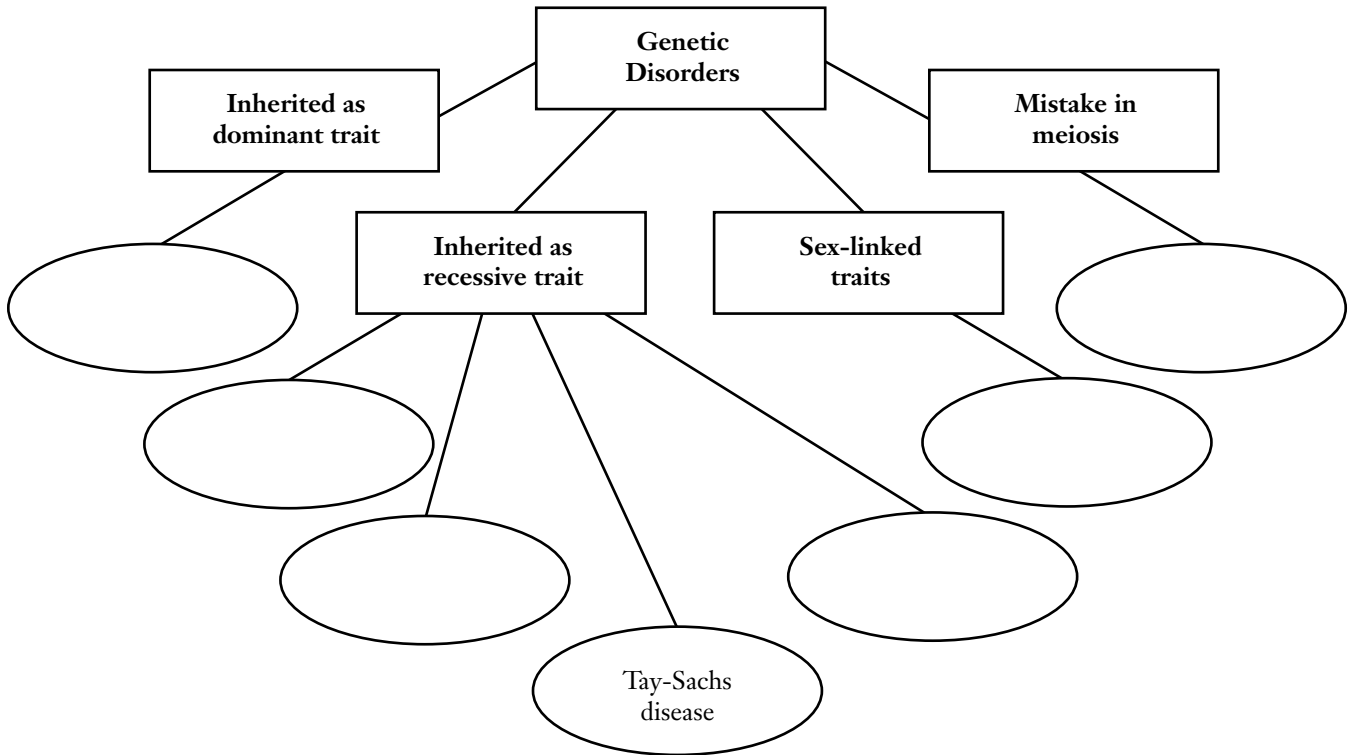 Genetic
Disorders
Inherited as
dominant trait
Mistake in
meiosis
Inherited as
recessive trait
Sex-linked
traits
Tay-Sachs
disease